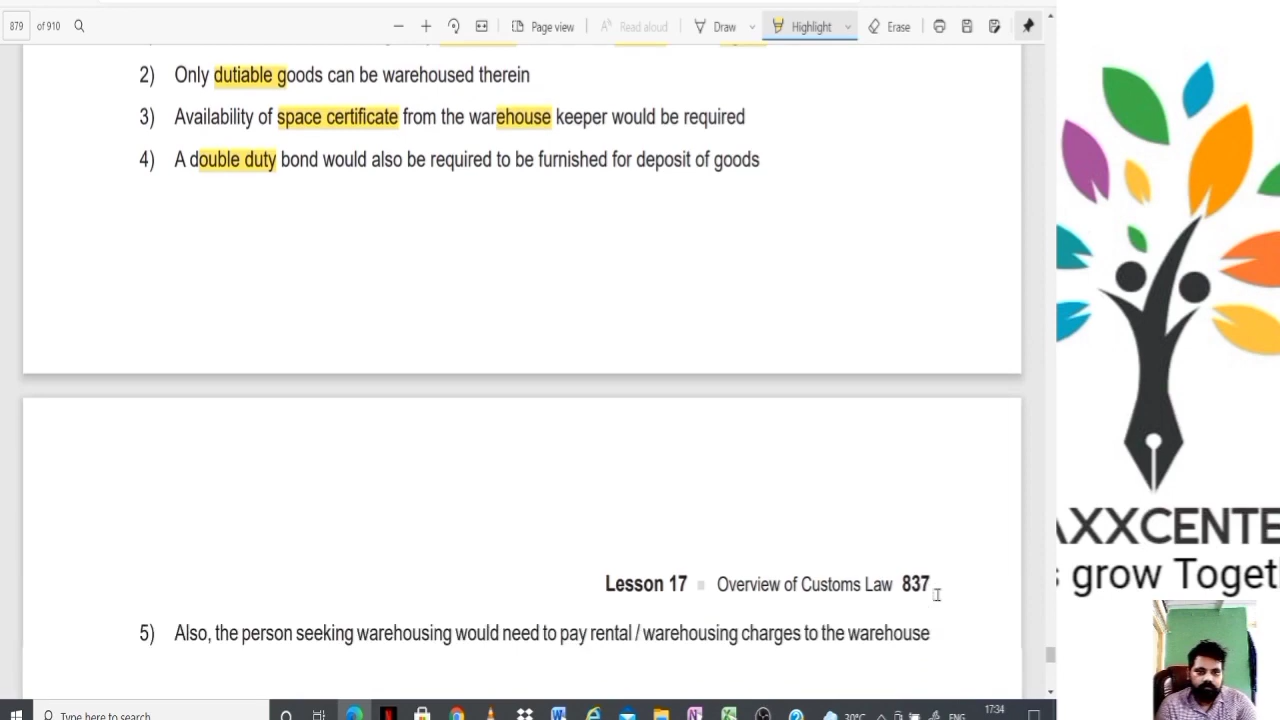 879 of 910
Page view
Read aloud
Draw
Highlight
Erase
2) Only dutiable goods can be warehoused therein
3) Availability of space certificate from the warehouse keeper would be required
4) A double duty bond would also be required to be furnished for deposit of goods
Lesson 17 Overview of Customs Law 837
5) Also, the person seeking warehousing would need to pay rental / warehousing charges to the warehouse
AXXCENTE
grow Toget
Type here to search
30°C
ENG
17:34